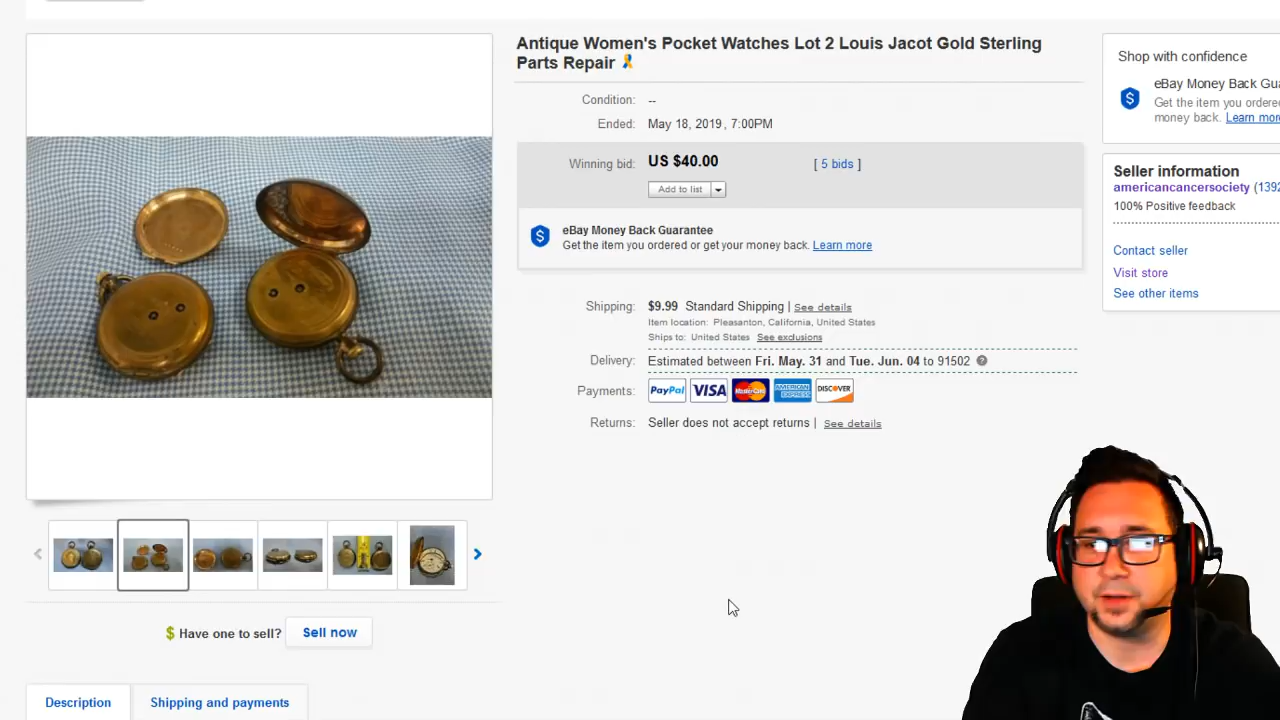 Antique Women's Pocket Watches Lot 2 Louis Jacot Gold Sterling
Parts Repair
Condition: --
Ended: May 18, 2019 , 7:00PM
Winning bid: US $40.00 [ 5 bids ]
Add to list
eBay Money Back Guarantee
Get the item you ordered or get your money back. Learn more
Shipping: $9.99 Standard Shipping | See details
Item location: Pleasanton, California, United States
Ships to: United States See exclusions
Delivery: Estimated between Fri. May. 31 and Tue. Jun. 04 to 91502
Payments: PayPal VISA MasterCard AMERICAN EXPRESS DISCOVER
Returns: Seller does not accept returns | See details
$ Have one to sell? Sell now
Description Shipping and payments
Shop with confidence
eBay Money Back Gua
Get the item you ordere
money back. Learn more
Seller information
americancancersociety (1392
100% Positive feedback
Contact seller
Visit store
See other items